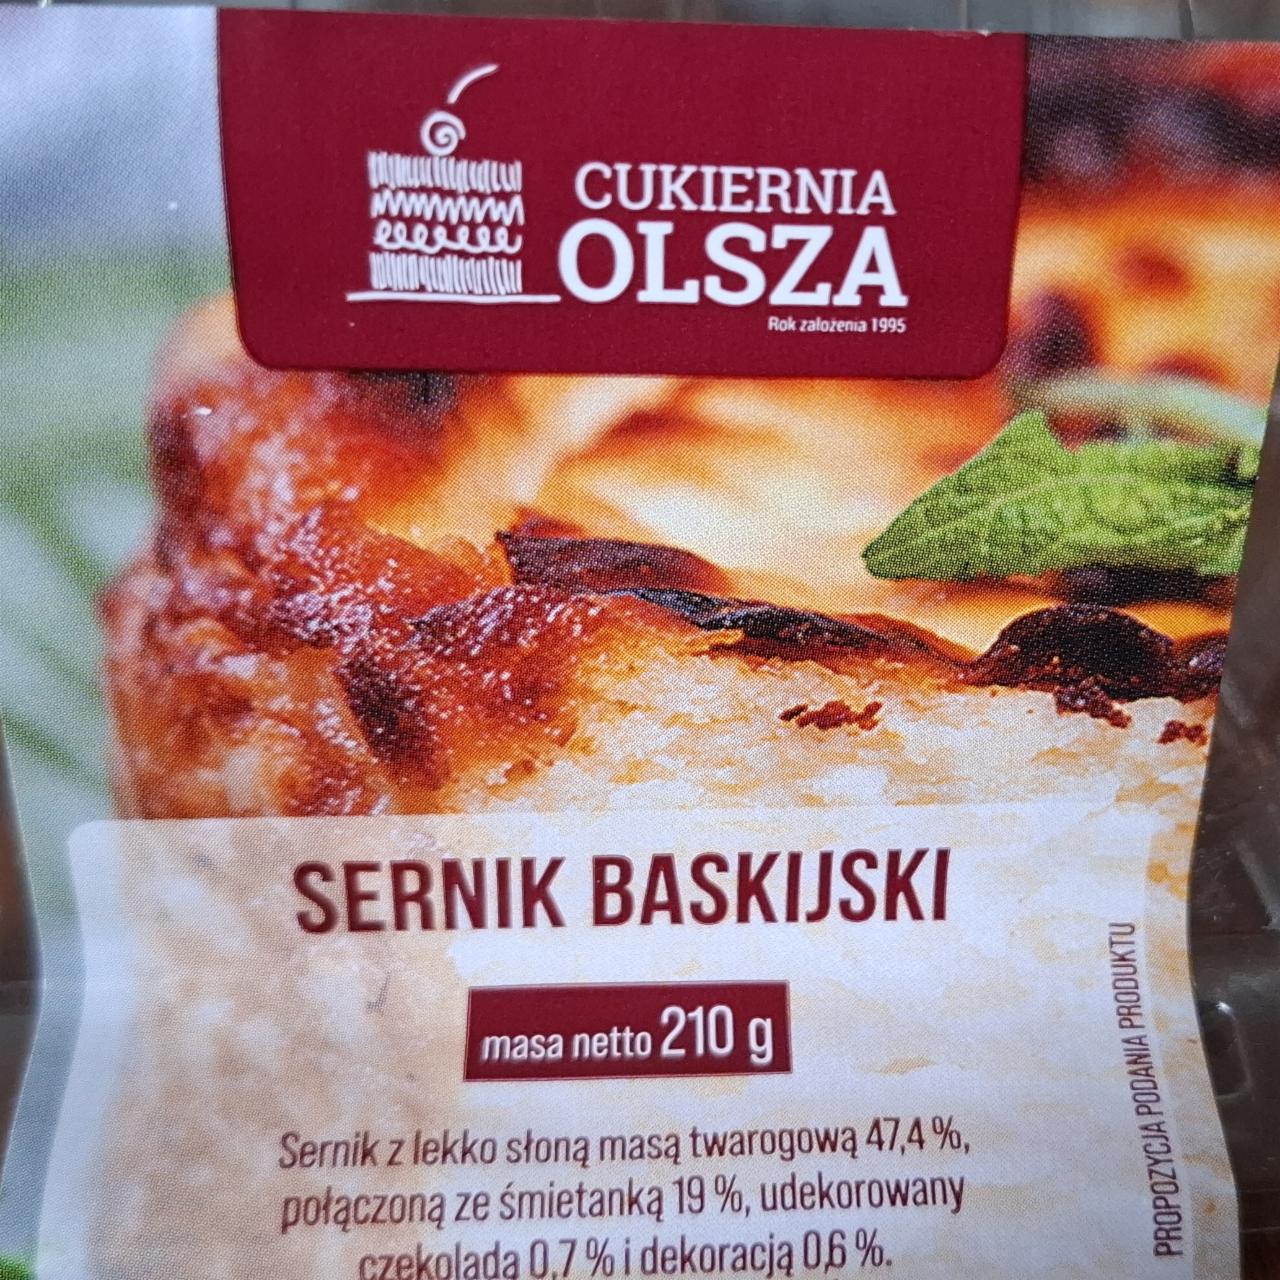 CUKIERNIA
OLSZA
Rok założenia 1995
SERNIK BASKIJSKI
masa netto 210 g
Sernik z lekko słoną masą twarogową 47,4 %,
połączoną ze śmietanką 19 %, udekorowany
czekoladą 0,7 % i dekoracją 0,6 %.
PROPOZYCJA PODANIA PRODUKTU